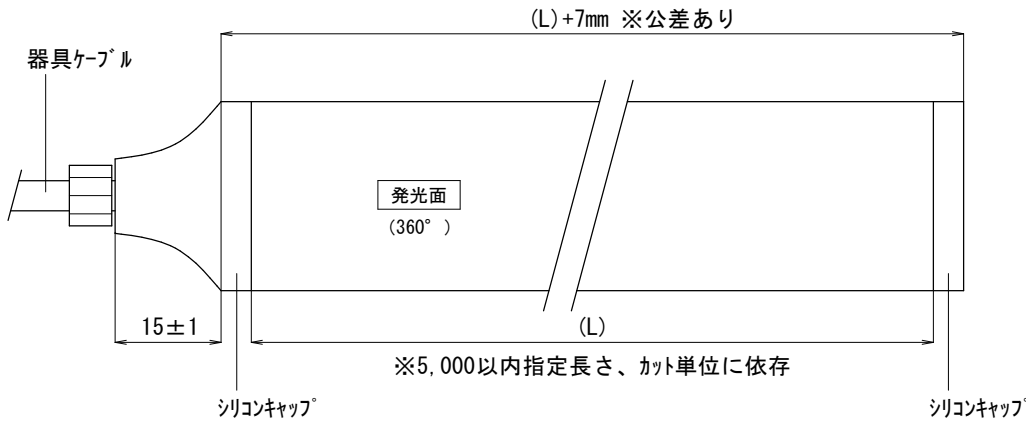 (L)+7mm ※公差あり
器具ｹｰﾌﾞﾙ
発光面
(360°)
15±1
(L)
※5,000以内指定長さ、ｶｯﾄ単位に依存
ｼﾘｺﾝｷｬｯﾌﾟ
ｼﾘｺﾝｷｬｯﾌﾟ